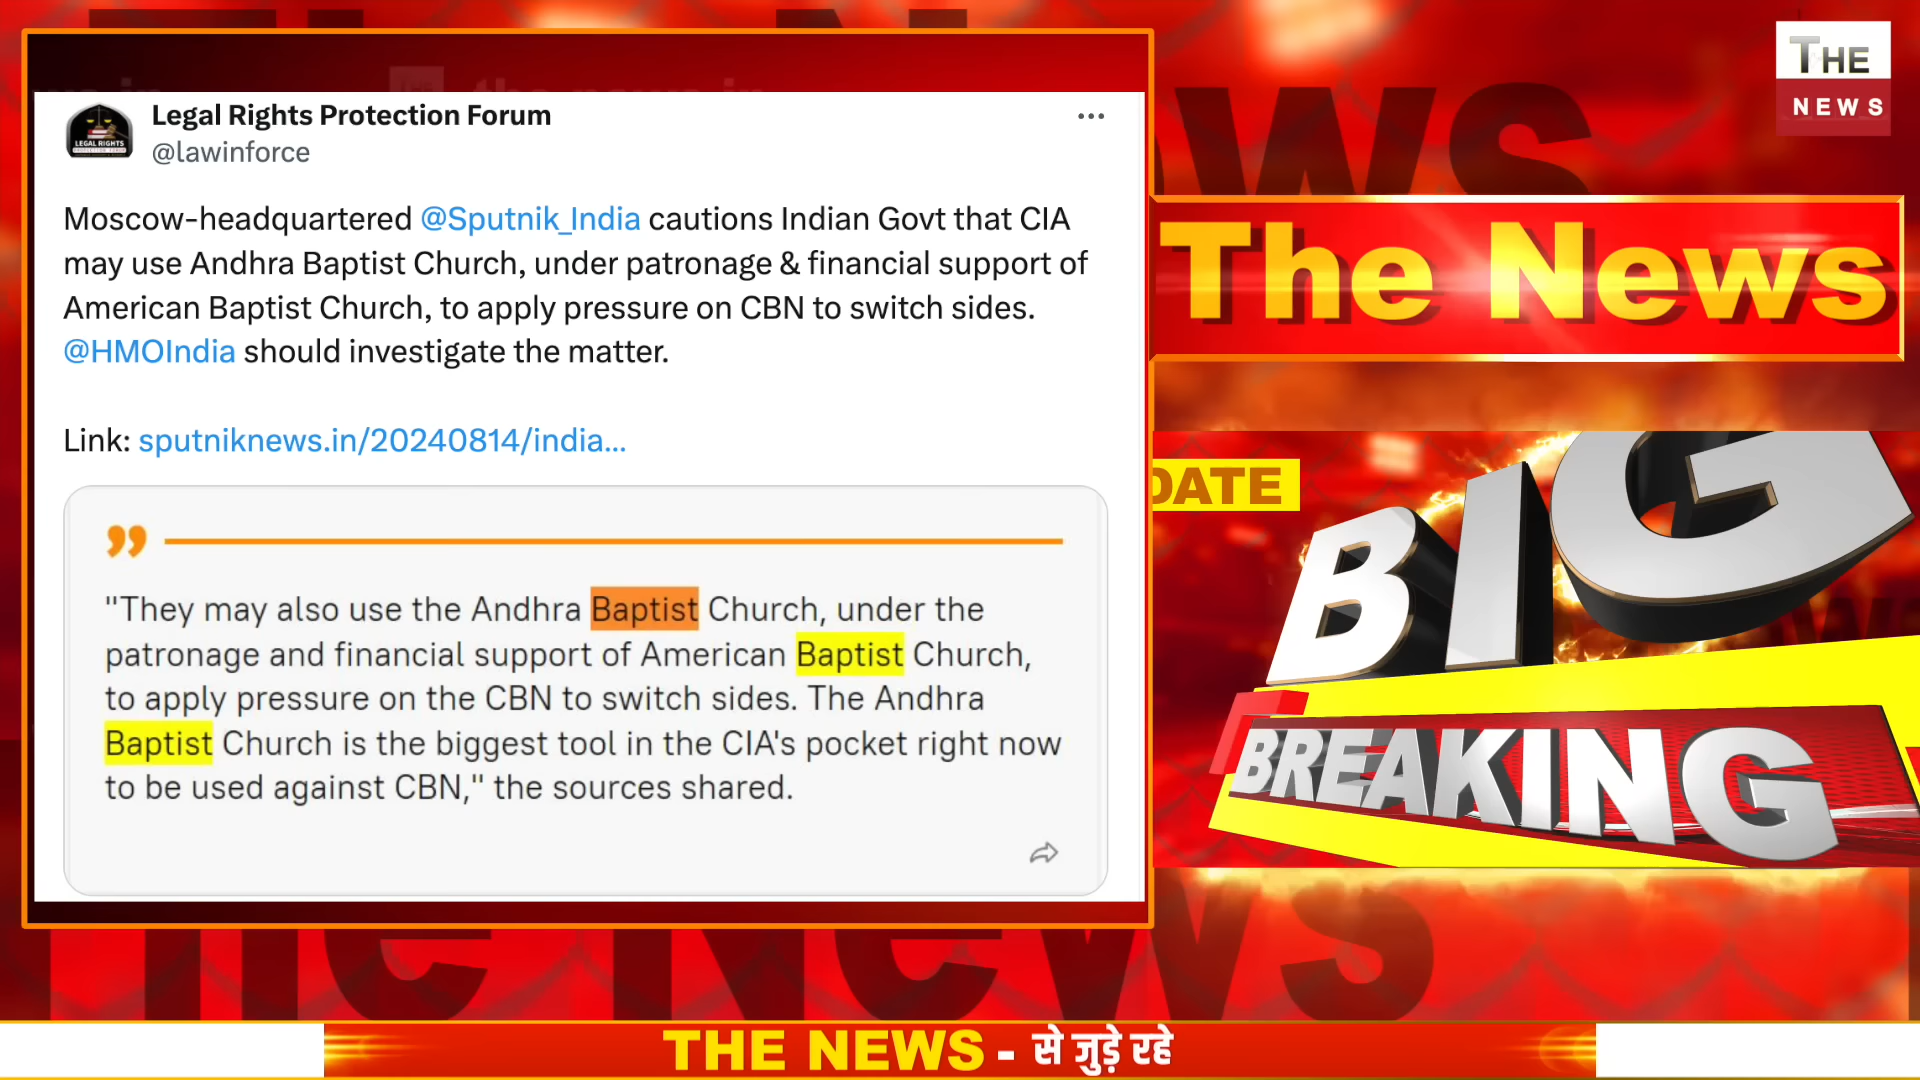 Legal Rights Protection Forum
@lawinforce
Moscow-headquartered @Sputnik_India cautions Indian Govt that CIA
may use Andhra Baptist Church, under patronage & financial support of
American Baptist Church, to apply pressure on CBN to switch sides.
@HMOIndia should investigate the matter.
Link: sputniknews.in/20240814/india...
"They may also use the Andhra Baptist Church, under the
patronage and financial support of American Baptist Church,
to apply pressure on the CBN to switch sides. The Andhra
Baptist Church is the biggest tool in the CIA's pocket right now
to be used against CBN," the sources shared.
THE
NEWS
The News
DATE
BIG
BREAKING
The News
THE NEWS - से जुड़े रहे